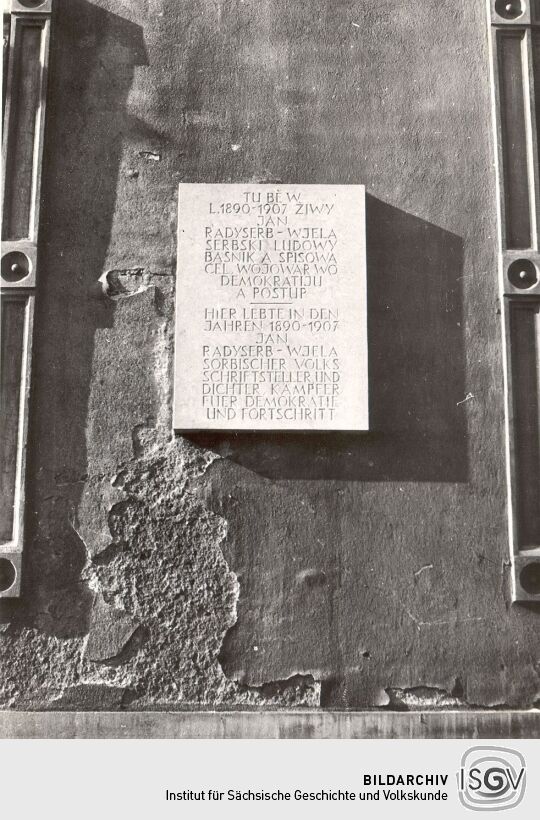 TU BĚ W
L. 1890-1907 ŽIWY
JAN
RADYSERB-WJELA
SERBSKI LUDOWY
BASNIK A SPISOWA
ĆEL. WOJOWAR WO
DEMOKRATIJU
A POSTUP
HIER LEBTE IN DEN
JAHREN 1890-1907
JAN
RADYSERB-WJELA
SORBISCHER VOLKS
SCHRIFTSTELLER UND
DICHTER KÄMPFER
FUER DEMOKRATIE
UND FORTSCHRITT
BILDARCHIV
Institut für Sächsische Geschichte und Volkskunde
ISGV